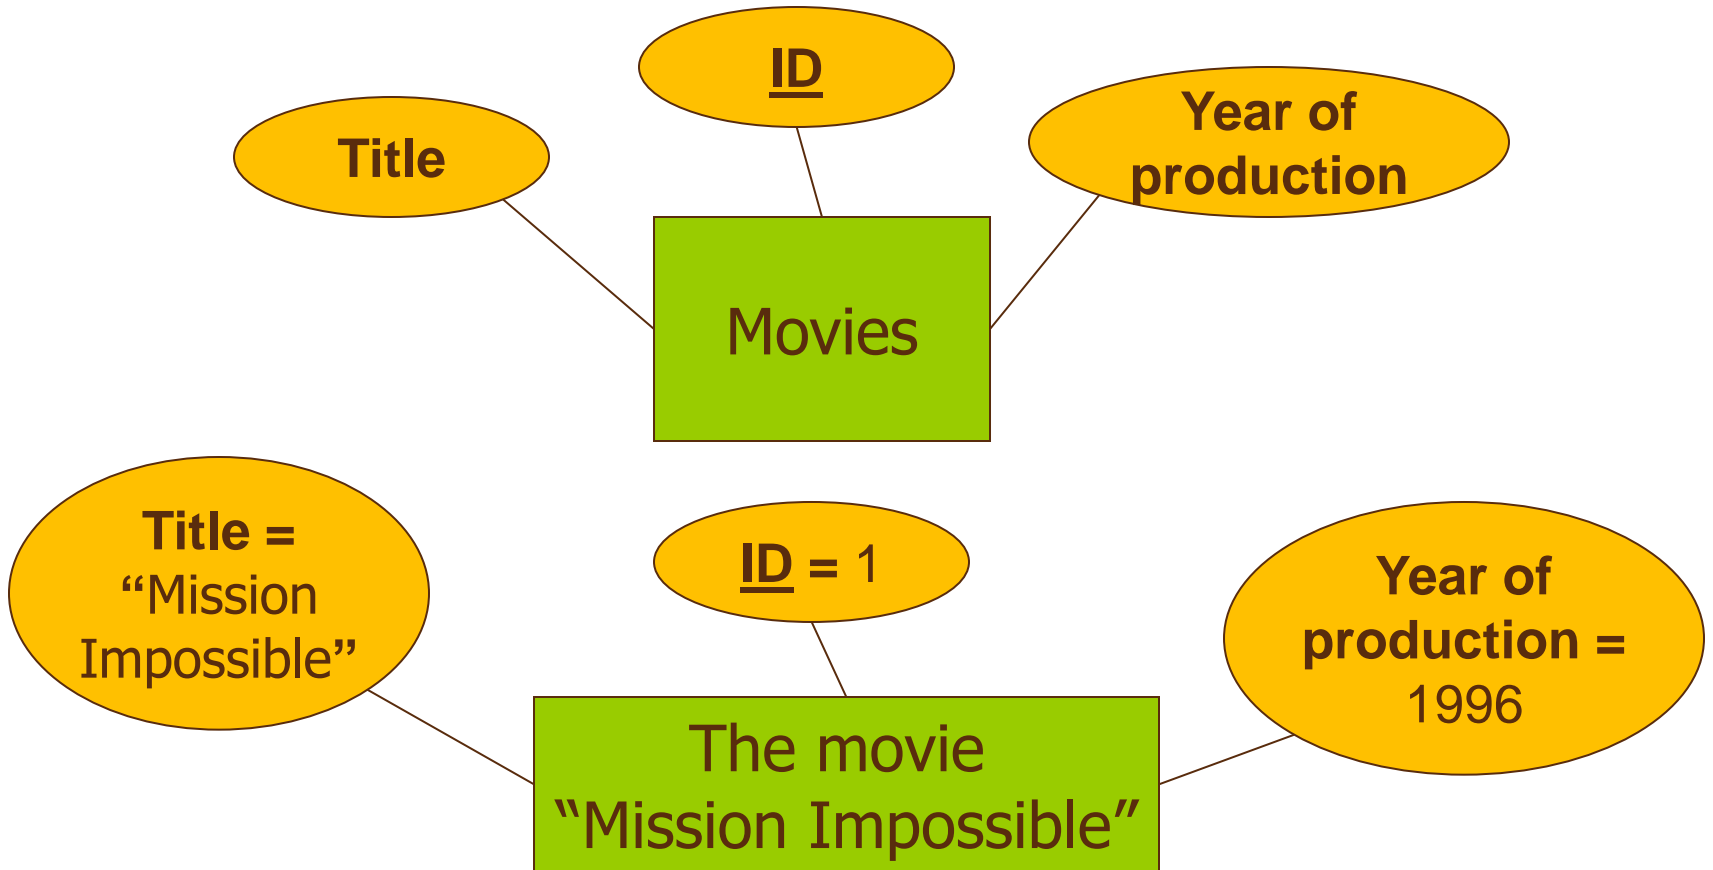 ID
Title
Year of
production
Movies
Title =
“Mission
Impossible”
ID = 1
Year of
production =
1996
The movie
“Mission Impossible”